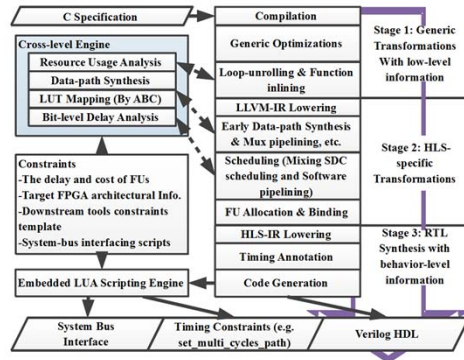 C Specification
Compilation
Cross-level Engine
Resource Usage Analysis
Data-path Synthesis
LUT Mapping (By ABC)
Bit-level Delay Analysis
Generic Optimizations
Loop-unrolling & Function
inlining
LLVM-IR Lowering
Early Data-path Synthesis
& Mux pipelining, etc.
Scheduling (Mixing SDC
scheduling and Software
pipelining)
FU Allocation & Binding
HLS-IR Lowering
Timing Annotation
Code Generation
Stage 1: Generic
Transformations
With low-level
information
Stage 2: HLS-
specific
Transformations
Stage 3: RTL
Synthesis with
behavior-level
information
Constraints
-The delay and cost of FUs
-Target FPGA architectural Info.
-Downstream tools constraints
template
-System-bus interfacing scripts
Embedded LUA Scripting Engine
System Bus
Interface
Timing Constraints (e.g.
set_multi_cycles_path)
Verilog HDL